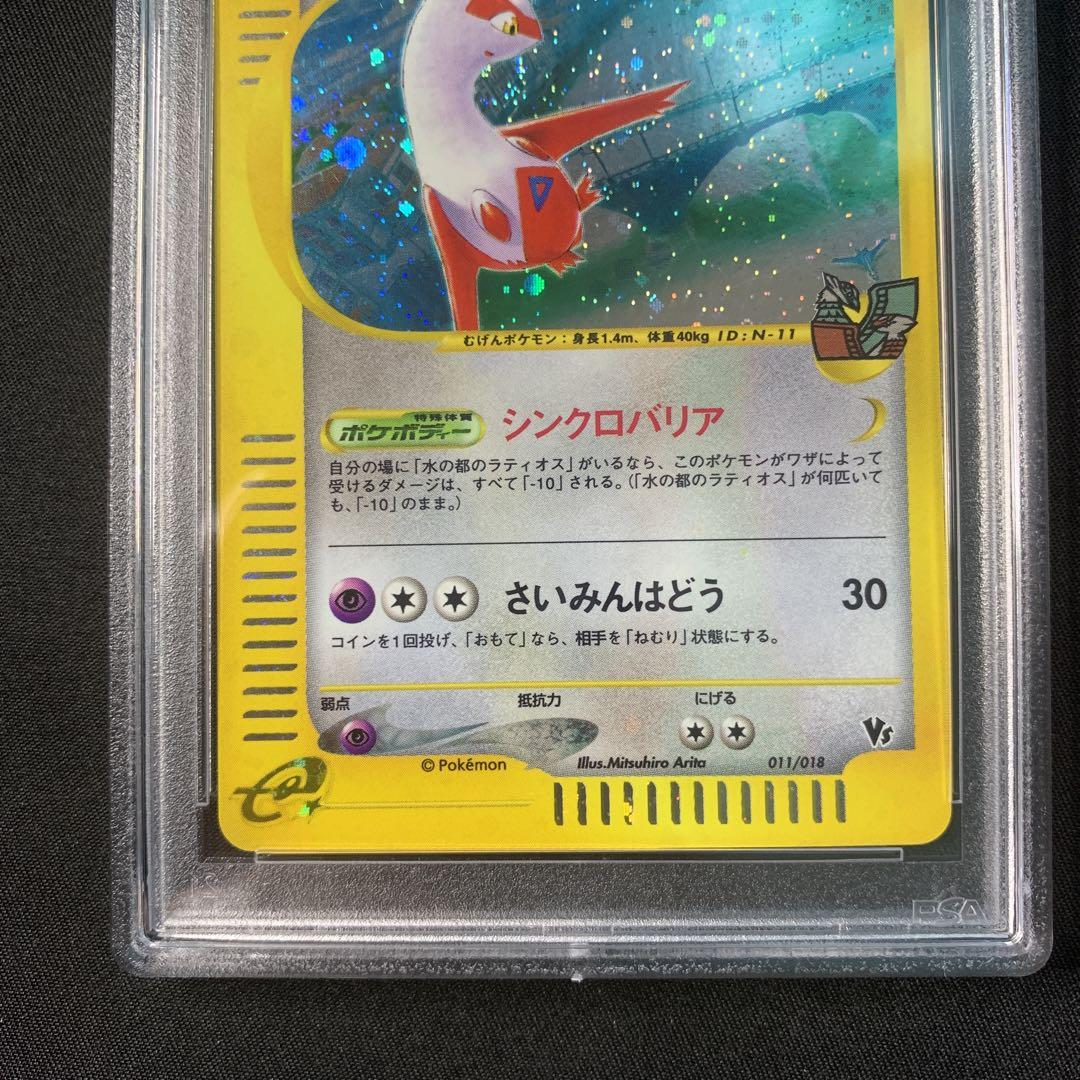 むげんポケモン：身長1.4m、体重40kg ID:N-11
特殊体質
ポケボディー シンクロバリア
自分の場に「水の都のラティオス」がいるなら、このポケモンがワザによって
受けるダメージは、すべて「-10」される。（「水の都のラティオス」が何匹いて
も、「-10」のまま。）
さいみんはどう 30
コインを1回投げ、「おもて」なら、相手を「ねむり」状態にする。
弱点 抵抗力 にげる
Vs
©Pokémon Illus.Mitsuhiro Arita 011/018
e
PSA